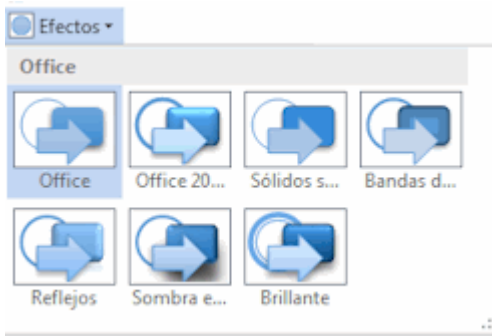 Efectos
Office
Office Office 20... Sólidos s... Bandas d...
Reflejos Sombra e... Brillante